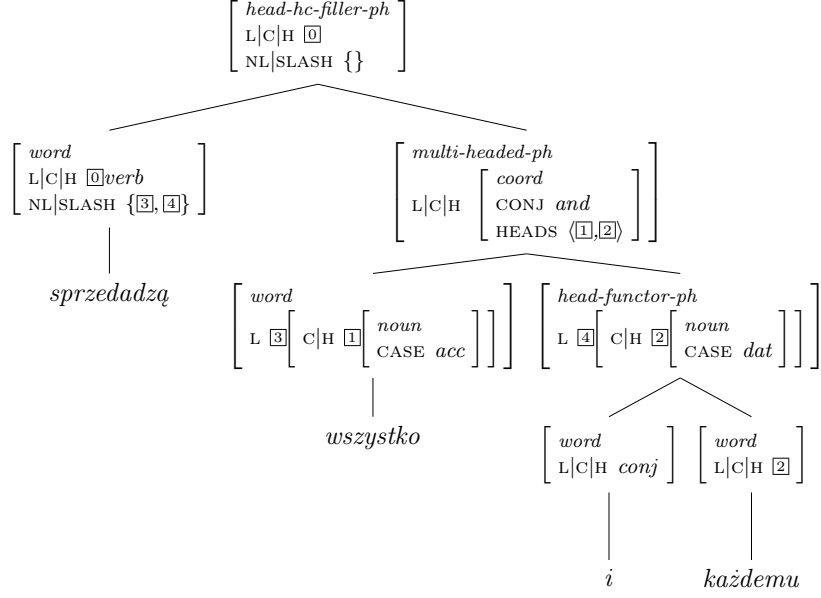 head-hc-filler-ph
L|C|H 0
NL|SLASH {}
word
L|C|H 0verb
NL|SLASH {3, 4}
sprzedadzą
multi-headed-ph
L|C|H
coord
CONJ and
HEADS ⟨1,2⟩
word
L 3 C|H 1
noun
CASE acc
wszystko
head-functor-ph
L 4 C|H 2
noun
CASE dat
word
L|C|H conj
i
word
L|C|H 2
każdemu